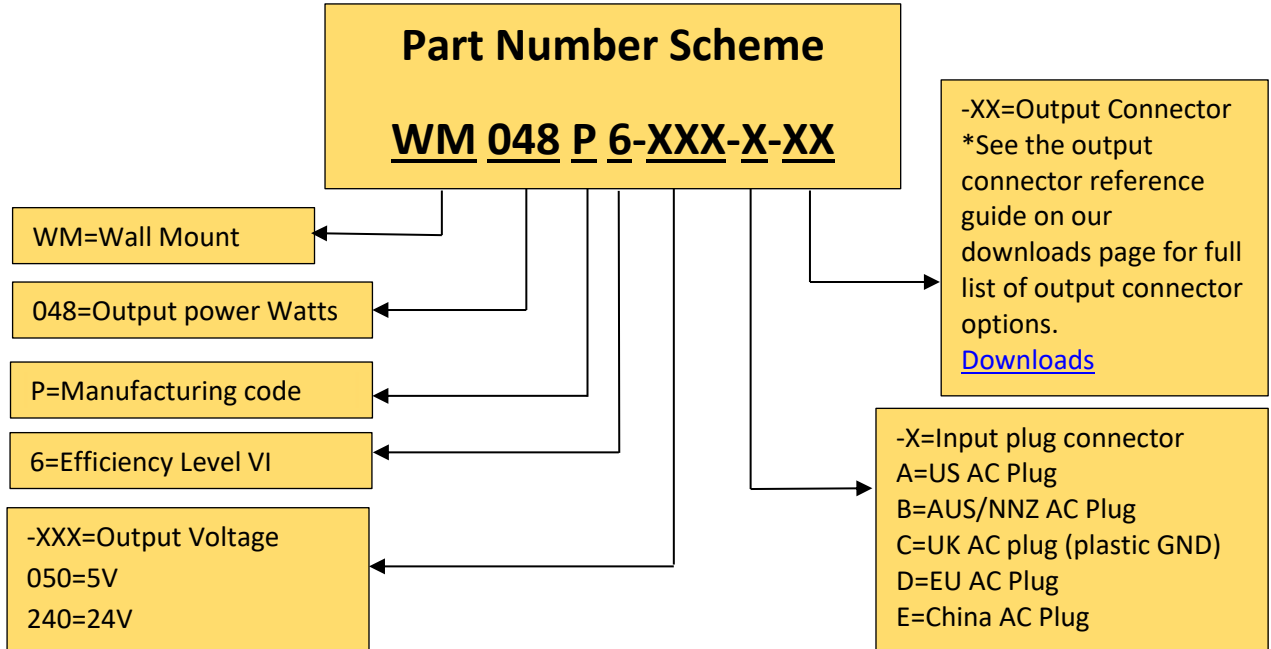 Part Number Scheme
WM 048 P 6-XXX-X-XX
WM=Wall Mount
048=Output power Watts
P=Manufacturing code
6=Efficiency Level VI
-XXX=Output Voltage
050=5V
240=24V
-XX=Output Connector
*See the output
connector reference
guide on our
downloads page for full
list of output connector
options.
Downloads
-X=Input plug connector
A=US AC Plug
B=AUS/NNZ AC Plug
C=UK AC plug (plastic GND)
D=EU AC Plug
E=China AC Plug